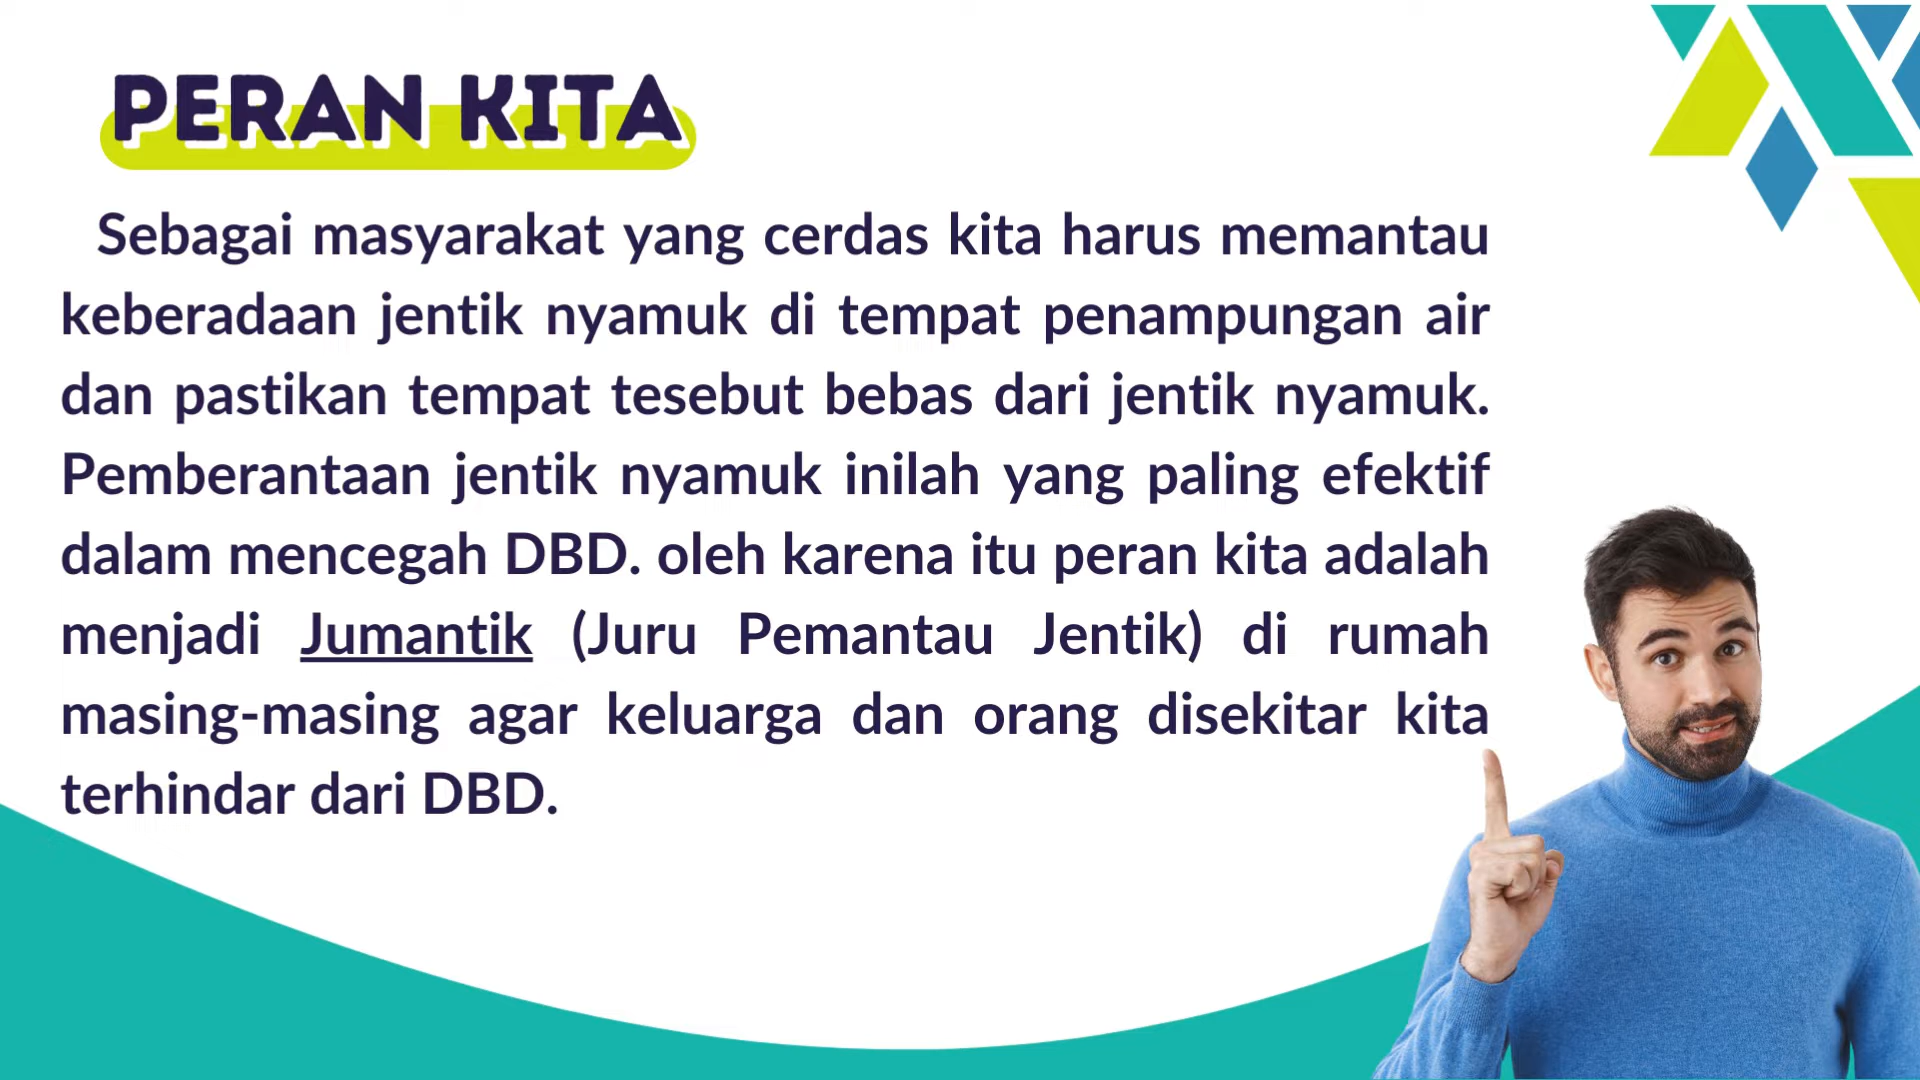 PERAN KITA
Sebagai masyarakat yang cerdas kita harus memantau
keberadaan jentik nyamuk di tempat penampungan air
dan pastikan tempat tesebut bebas dari jentik nyamuk.
Pemberantaan jentik nyamuk inilah yang paling efektif
dalam mencegah DBD. oleh karena itu peran kita adalah
menjadi Jumantik (Juru Pemantau Jentik) di rumah
masing-masing agar keluarga dan orang disekitar kita
terhindar dari DBD.